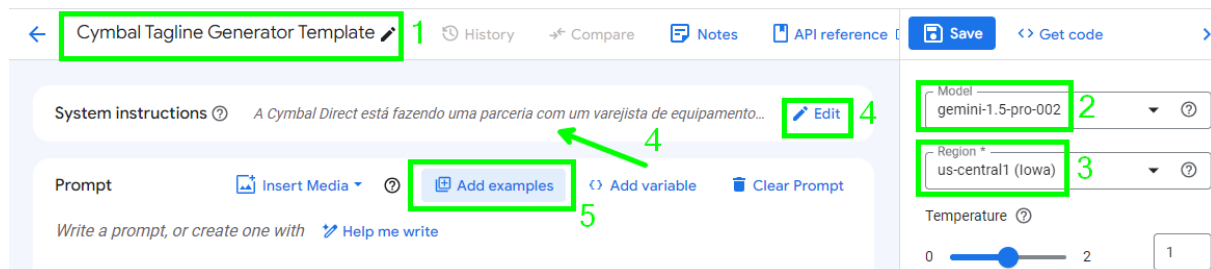 Cymbal Tagline Generator Template 1 History Compare Notes API reference Save Get code
System instructions A Cymbal Direct está fazendo uma parceria com um varejista de equipamento... Edit 4
4
Model
gemini-1.5-pro-002 2
Region *
us-central1 (Iowa) 3
Prompt Insert Media Add examples Add variable Clear Prompt
5
Write a prompt, or create one with Help me write
Temperature
0 2 1